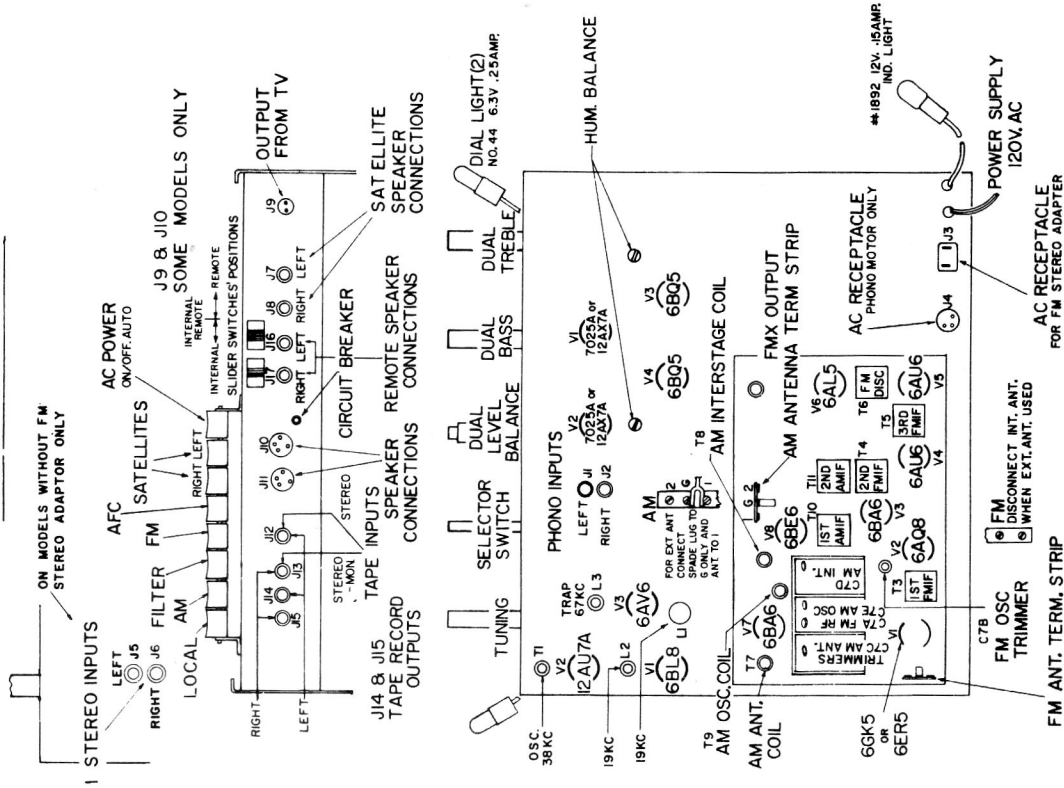 ON MODELS WITHOUT FM
STEREO ADAPTOR ONLY
STEREO INPUTS
LEFT
J5
RIGHT
J6
LOCAL
AM
FILTER
FM
AFC
SATELLITES
RIGHT LEFT
AC POWER
ON/OFF. AUTO
J9 & J10
SOME MODELS ONLY
INTERNAL
REMOTE
INTERNAL
REMOTE
SLIDER SWITCHES' POSITIONS
OUTPUT
FROM TV
RIGHT
LEFT
J15
J14
J13
J12
J11
J10
J17
J16
J8
J7
J9
RIGHT LEFT
RIGHT LEFT
STEREO
-MON.
STEREO
J14 & J15
TAPE RECORD
OUTPUTS
TAPE INPUTS
SPEAKER
CONNECTIONS
CIRCUIT BREAKER
REMOTE SPEAKER
CONNECTIONS
SATELLITE
SPEAKER
CONNECTIONS
TUNING
SELECTOR
SWITCH
DUAL
LEVEL
BALANCE
DUAL
BASS
DUAL
TREBLE
DIAL LIGHT(2)
NO. 44 6.3V .25AMP.
HUM. BALANCE
OSC.
38KC
T1
V2
12AU7A
TRAP
67KC
L3
19KC
L2
V1
6BL8
V3
6AV6
19KC
L1
PHONO INPUTS
LEFT
J1
RIGHT
J2
V2
7025A or
12AX7A
V1
7025A or
12AX7A
V4
6BQ5
V3
6BQ5
AM
2
G
1
FOR EXT ANT
CONNECT
SPADE LUG TO
G ONLY AND
ANT. TO 1
T8
AM INTERSTAGE COIL
FMX OUTPUT
AM ANTENNA TERM STRIP
1 G 2
T9
AM OSC. COIL
AM ANT.
COIL
T7
V7
6BA6
V8
6BE6
TRIMMERS
C7C AM ANT.
C7A FM RF
C7E AM OSC
C7D
AM INT.
T10
1ST
AMIF
T11
2ND
AMIF
V6
6AL5
T6
FM
DISC
V3
6BA6
T4
2ND
FMIF
T5
3RD
FMIF
V5
6AU6
V4
6AU6
V2
6AQ8
T3
1ST
FMIF
V1
6GK5
OR
6ER5
C7B
FM OSC
TRIMMER
FM
DISCONNECT INT. ANT.
WHEN EXT. ANT. USED
FM ANT. TERM. STRIP
AC RECEPTACLE
PHONO MOTOR ONLY
J4
J3
AC RECEPTACLE
FOR FM STEREO ADAPTER
POWER SUPPLY
120V. AC
#1892 12V. .15AMP.
IND. LIGHT